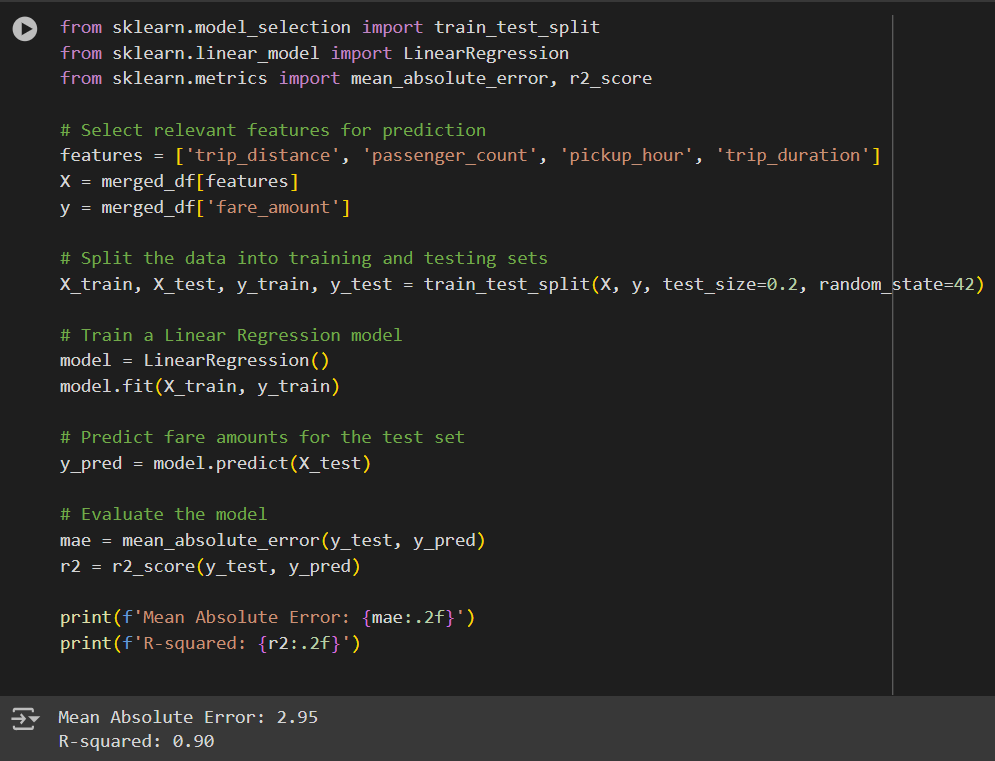 from sklearn.model_selection import train_test_split
from sklearn.linear_model import LinearRegression
from sklearn.metrics import mean_absolute_error, r2_score
# Select relevant features for prediction
features = ['trip_distance', 'passenger_count', 'pickup_hour', 'trip_duration']
X = merged_df[features]
y = merged_df['fare_amount']
# Split the data into training and testing sets
X_train, X_test, y_train, y_test = train_test_split(X, y, test_size=0.2, random_state=42)
# Train a Linear Regression model
model = LinearRegression()
model.fit(X_train, y_train)
# Predict fare amounts for the test set
y_pred = model.predict(X_test)
# Evaluate the model
mae = mean_absolute_error(y_test, y_pred)
r2 = r2_score(y_test, y_pred)
print(f'Mean Absolute Error: {mae:.2f}')
print(f'R-squared: {r2:.2f}')
Mean Absolute Error: 2.95
R-squared: 0.90